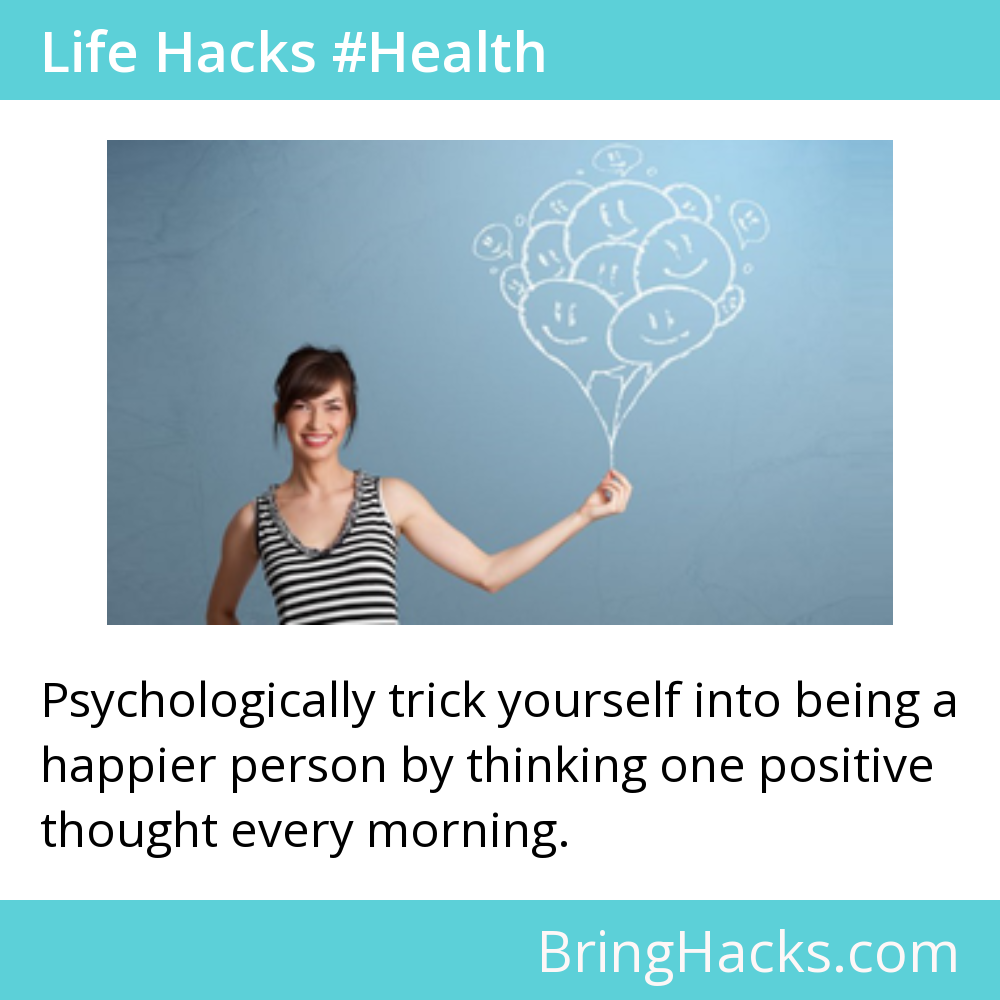 Life Hacks #Health
Psychologically trick yourself into being a
happier person by thinking one positive
thought every morning.
BringHacks.com